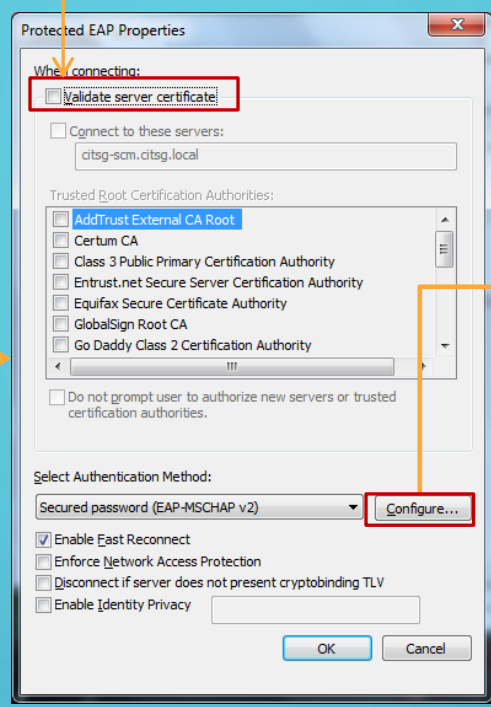 Protected EAP Properties
When connecting:
Validate server certificate
Connect to these servers:
citsg-scm.citsg.local
Trusted Root Certification Authorities:
AddTrust External CA Root
Certum CA
Class 3 Public Primary Certification Authority
Entrust.net Secure Server Certification Authority
Equifax Secure Certificate Authority
GlobalSign Root CA
Go Daddy Class 2 Certification Authority
Do not prompt user to authorize new servers or trusted
certification authorities.
Select Authentication Method:
Secured password (EAP-MSCHAP v2)
Configure...
Enable Fast Reconnect
Enforce Network Access Protection
Disconnect if server does not present cryptobinding TLV
Enable Identity Privacy
OK
Cancel